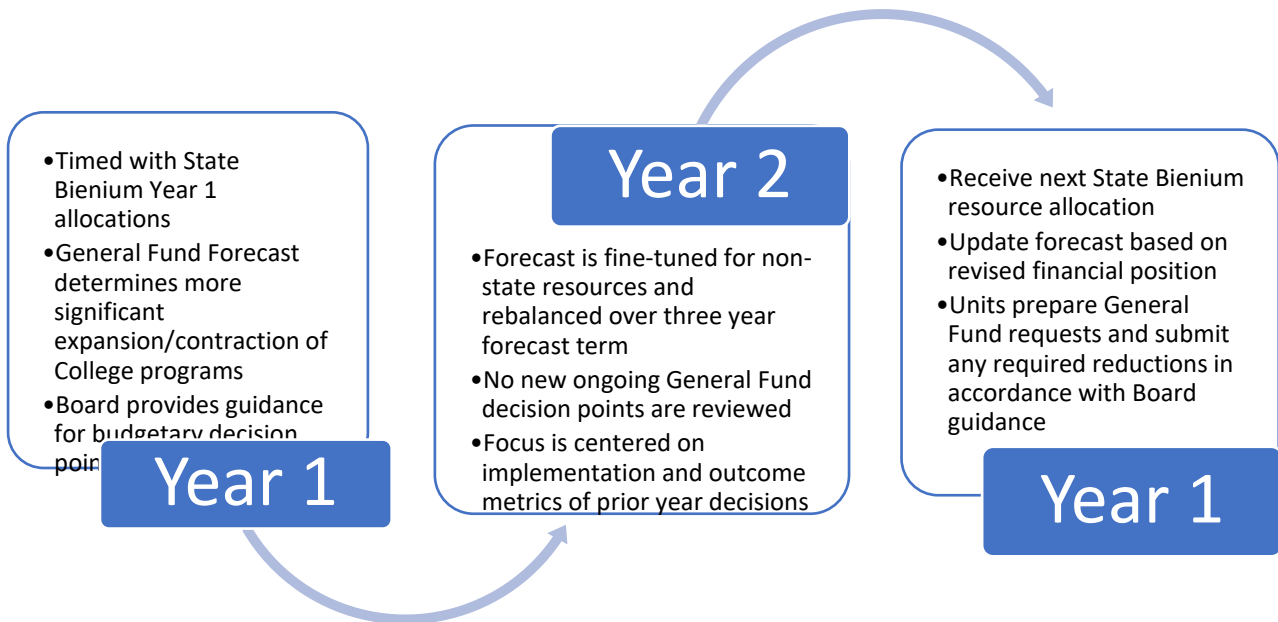 •Timed with State
Bienium Year 1
allocations
•General Fund Forecast
determines more
significant
expansion/contraction of
College programs
•Board provides guidance
for budgetary decision
Year 1
Year 2
•Forecast is fine-tuned for non-
state resources and
rebalanced over three year
forecast term
•No new ongoing General Fund
decision points are reviewed
•Focus is centered on
implementation and outcome
metrics of prior year decisions
•Receive next State Bienium
resource allocation
•Update forecast based on
revised financial position
•Units prepare General
Fund requests and submit
any required reductions in
accordance with Board
guidance
Year 1